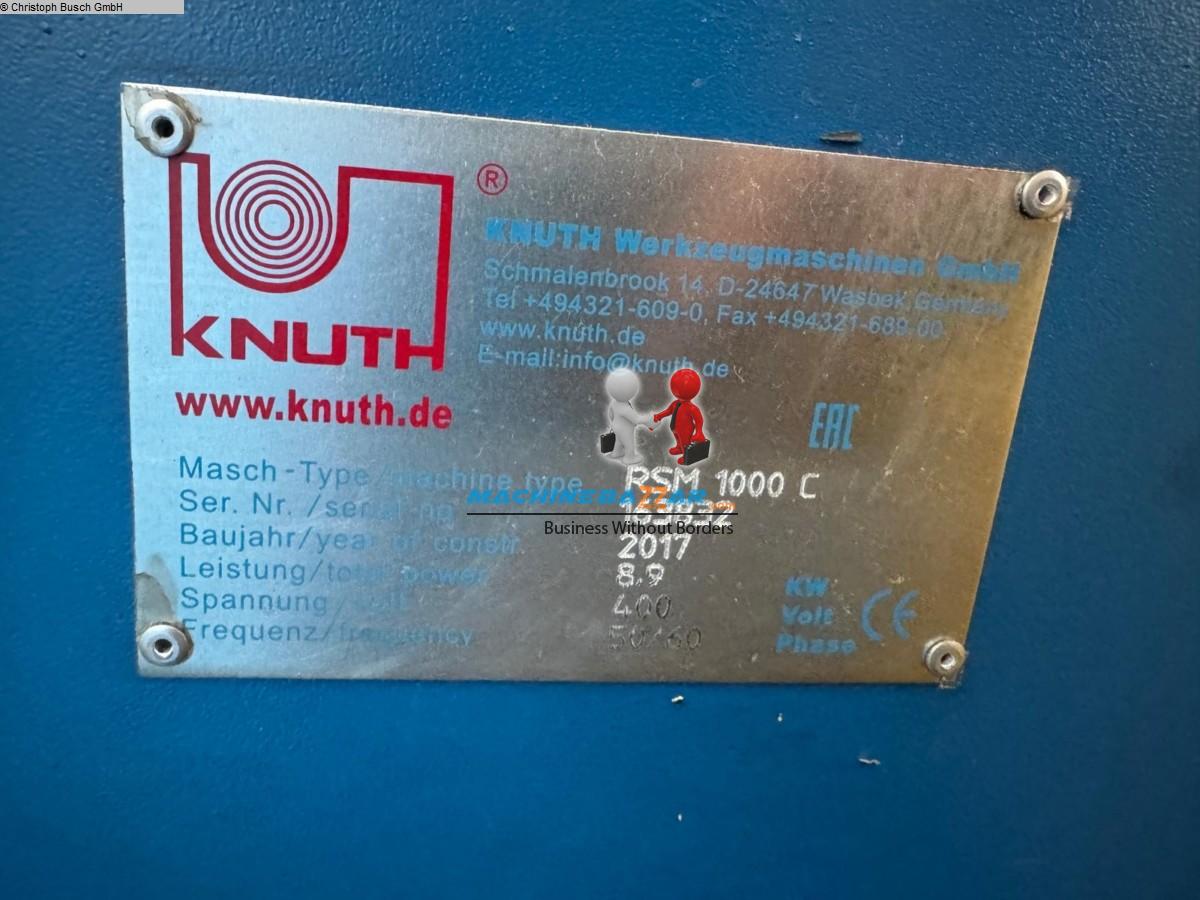 © Christoph Busch GmbH
®
KNUTH
www.knuth.de
KNUTH Werkzeugmaschinen GmbH
Schmalenbrook 14, D-24647 Wasbek Germany
Tel +494321-609-0, Fax +494321-689-00
www.knuth.de
E-mail:info@knuth.de
EAC
Masch-Type/machine type RSM 1000 C
MACHINEBAZZAR
Ser. Nr./serial ng
Business Without Borders
Baujahr/year of constr. 2017
Leistung/total power 8.9 KW
Spannung/volt 400 Volt
Frequenz/frequency 50/60 Phase
CE